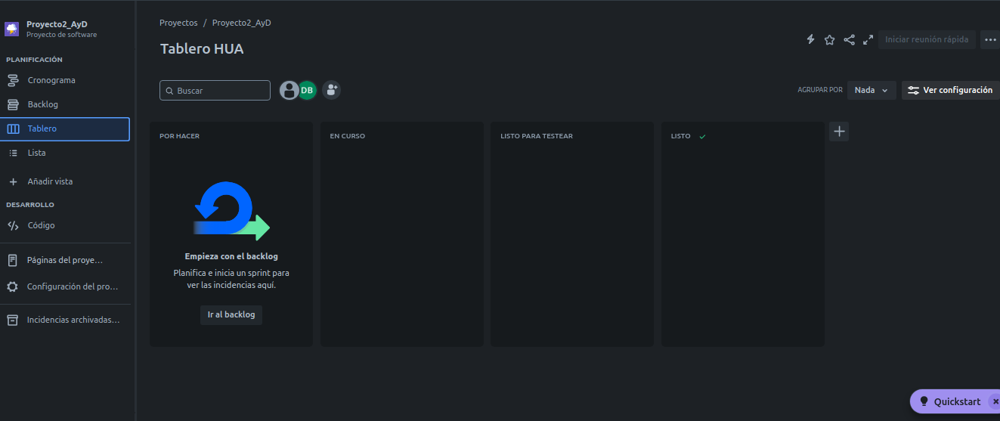 Proyecto2_AyD
Proyecto de software
PLANIFICACIÓN
Cronograma
Backlog
Tablero
Lista
Añadir vista
DESARROLLO
Código
Páginas del proye...
Configuración del pro...
Incidencias archivadas...
Proyectos / Proyecto2_AyD
Tablero HUA
Iniciar reunión rápida
Buscar
DB
AGRUPAR POR
Nada
Ver configuración
POR HACER
EN CURSO
LISTO PARA TESTEAR
LISTO
Empieza con el backlog
Planifica e inicia un sprint para
ver las incidencias aquí.
Ir al backlog
Quickstart